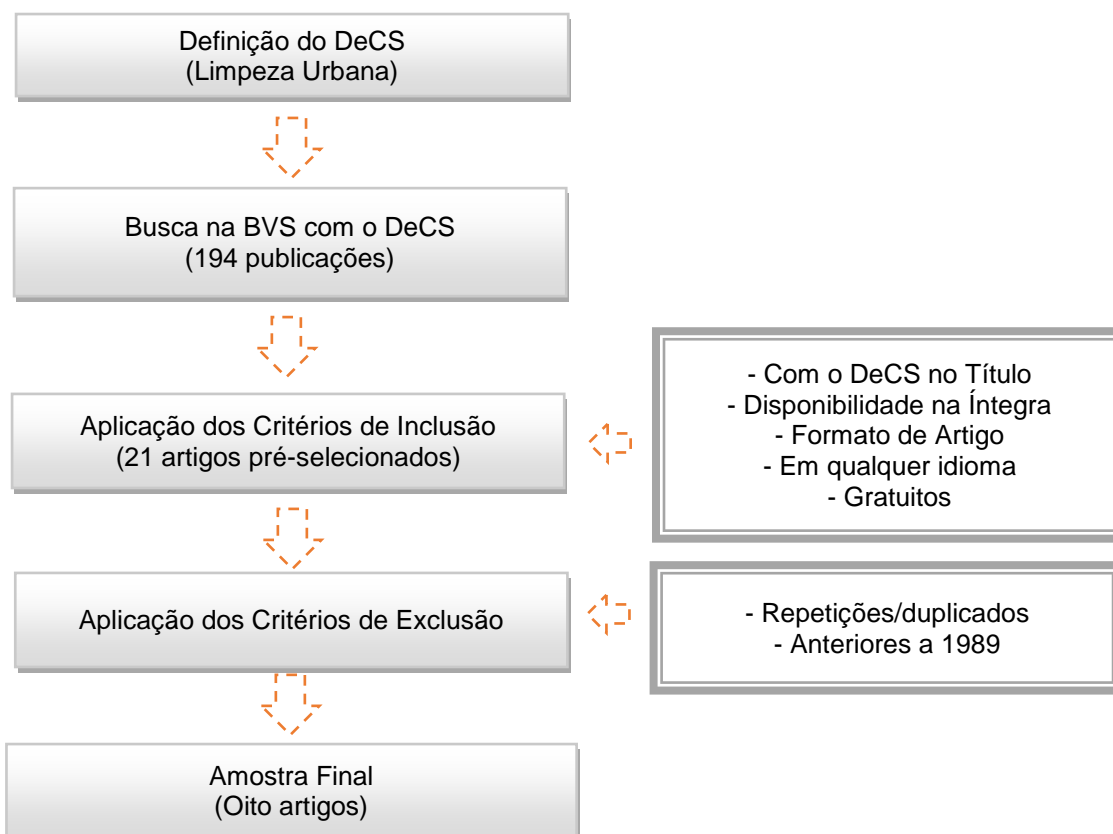 Definição do DeCS
(Limpeza Urbana)
Busca na BVS com o DeCS
(194 publicações)
Aplicação dos Critérios de Inclusão
(21 artigos pré-selecionados)
- Com o DeCS no Título
- Disponibilidade na Íntegra
- Formato de Artigo
- Em qualquer idioma
- Gratuitos
Aplicação dos Critérios de Exclusão
- Repetições/duplicados
- Anteriores a 1989
Amostra Final
(Oito artigos)